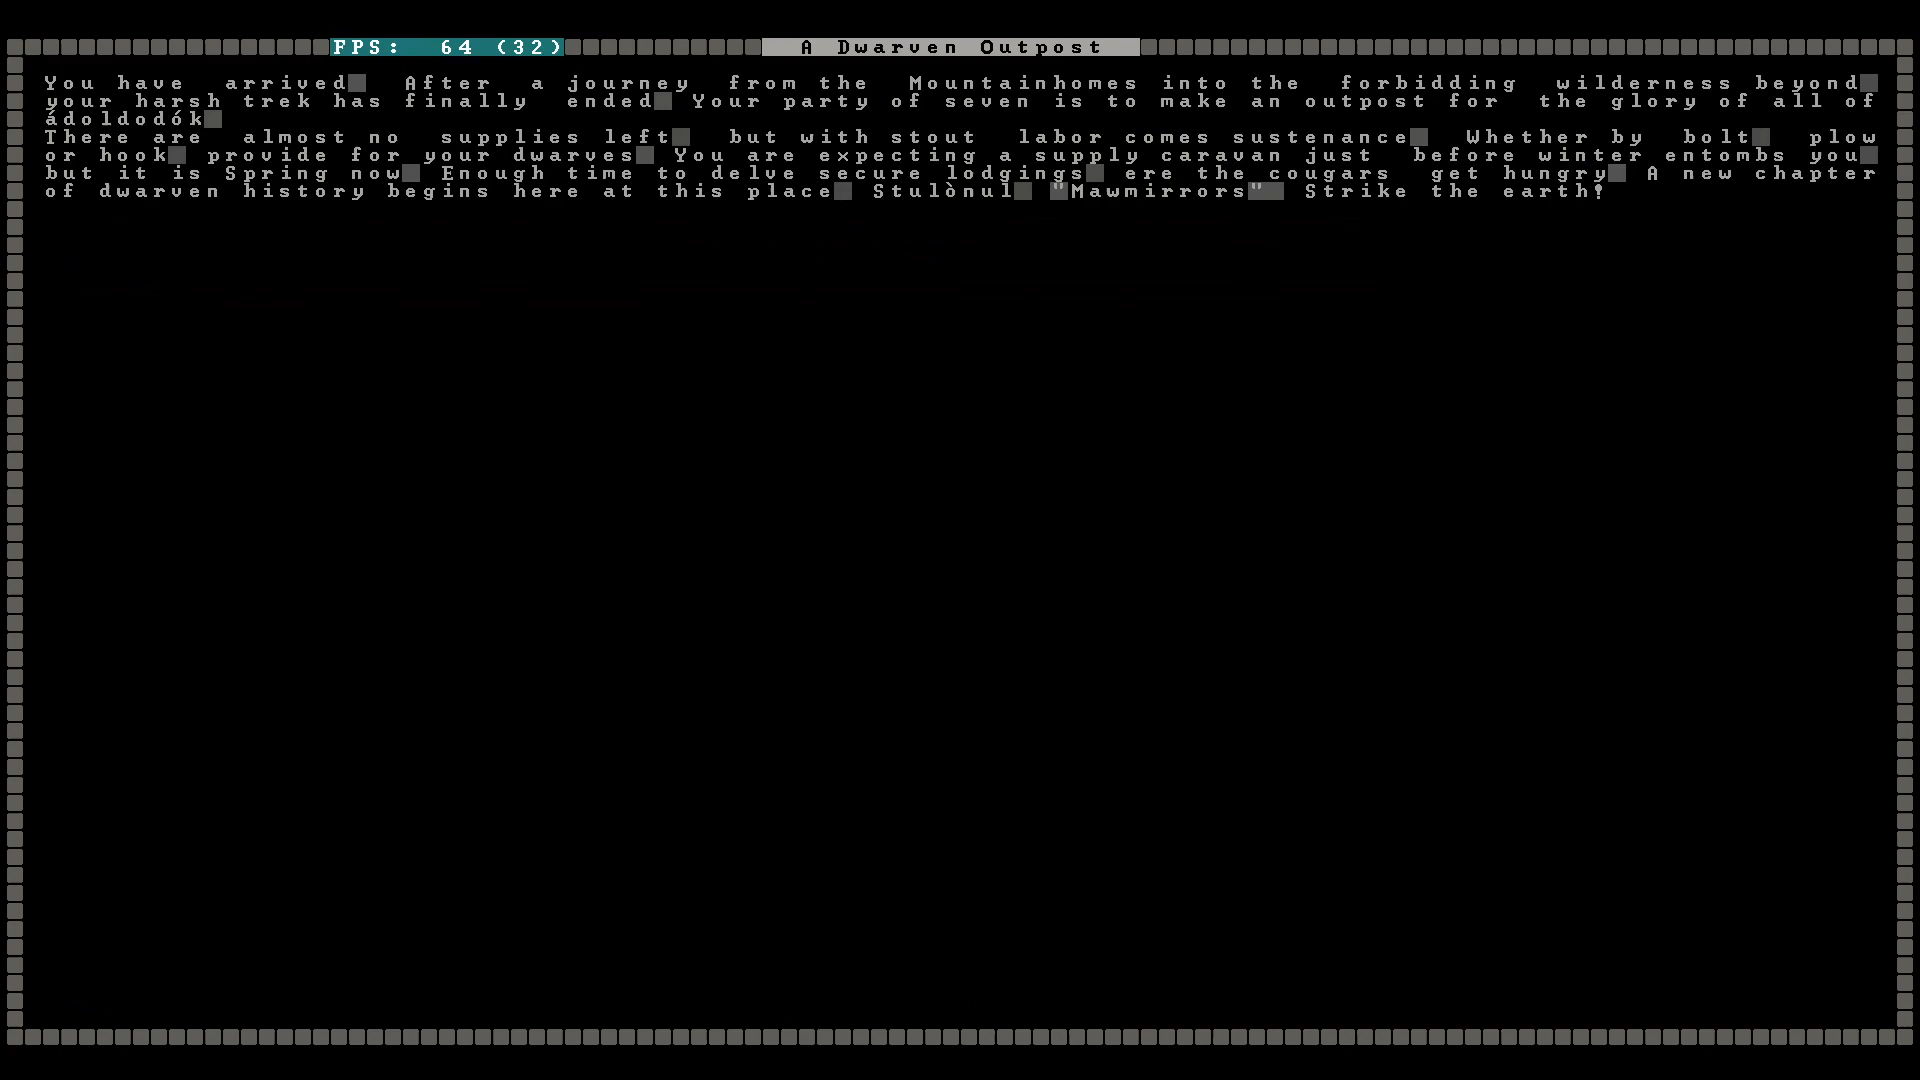 FPS: 64 (32) A Dwarven Outpost
You have arrived After a journey from the Mountainhomes into the forbidding wilderness beyond
your harsh trek has finally ended Your party of seven is to make an outpost for the glory of all of
ádoldodók
There are almost no supplies left but with stout labor comes sustenance Whether by bolt plow
or hook provide for your dwarves You are expecting a supply caravan just before winter entombs you
but it is Spring now Enough time to delve secure lodgings ere the cougars get hungry A new chapter
of dwarven history begins here at this place Stulònul "Mawmirrors" Strike the earth!